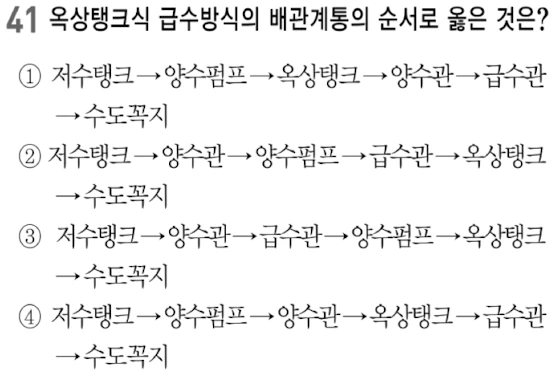 41 옥상탱크식 급수방식의 배관계통의 순서로 옳은 것은?
① 저수탱크→양수펌프→옥상탱크→양수관→급수관
→수도꼭지
② 저수탱크→양수관→양수펌프→급수관→옥상탱크
→수도꼭지
③ 저수탱크→양수관→급수관→양수펌프→옥상탱크
→수도꼭지
④ 저수탱크→양수펌프→양수관→옥상탱크→급수관
→수도꼭지